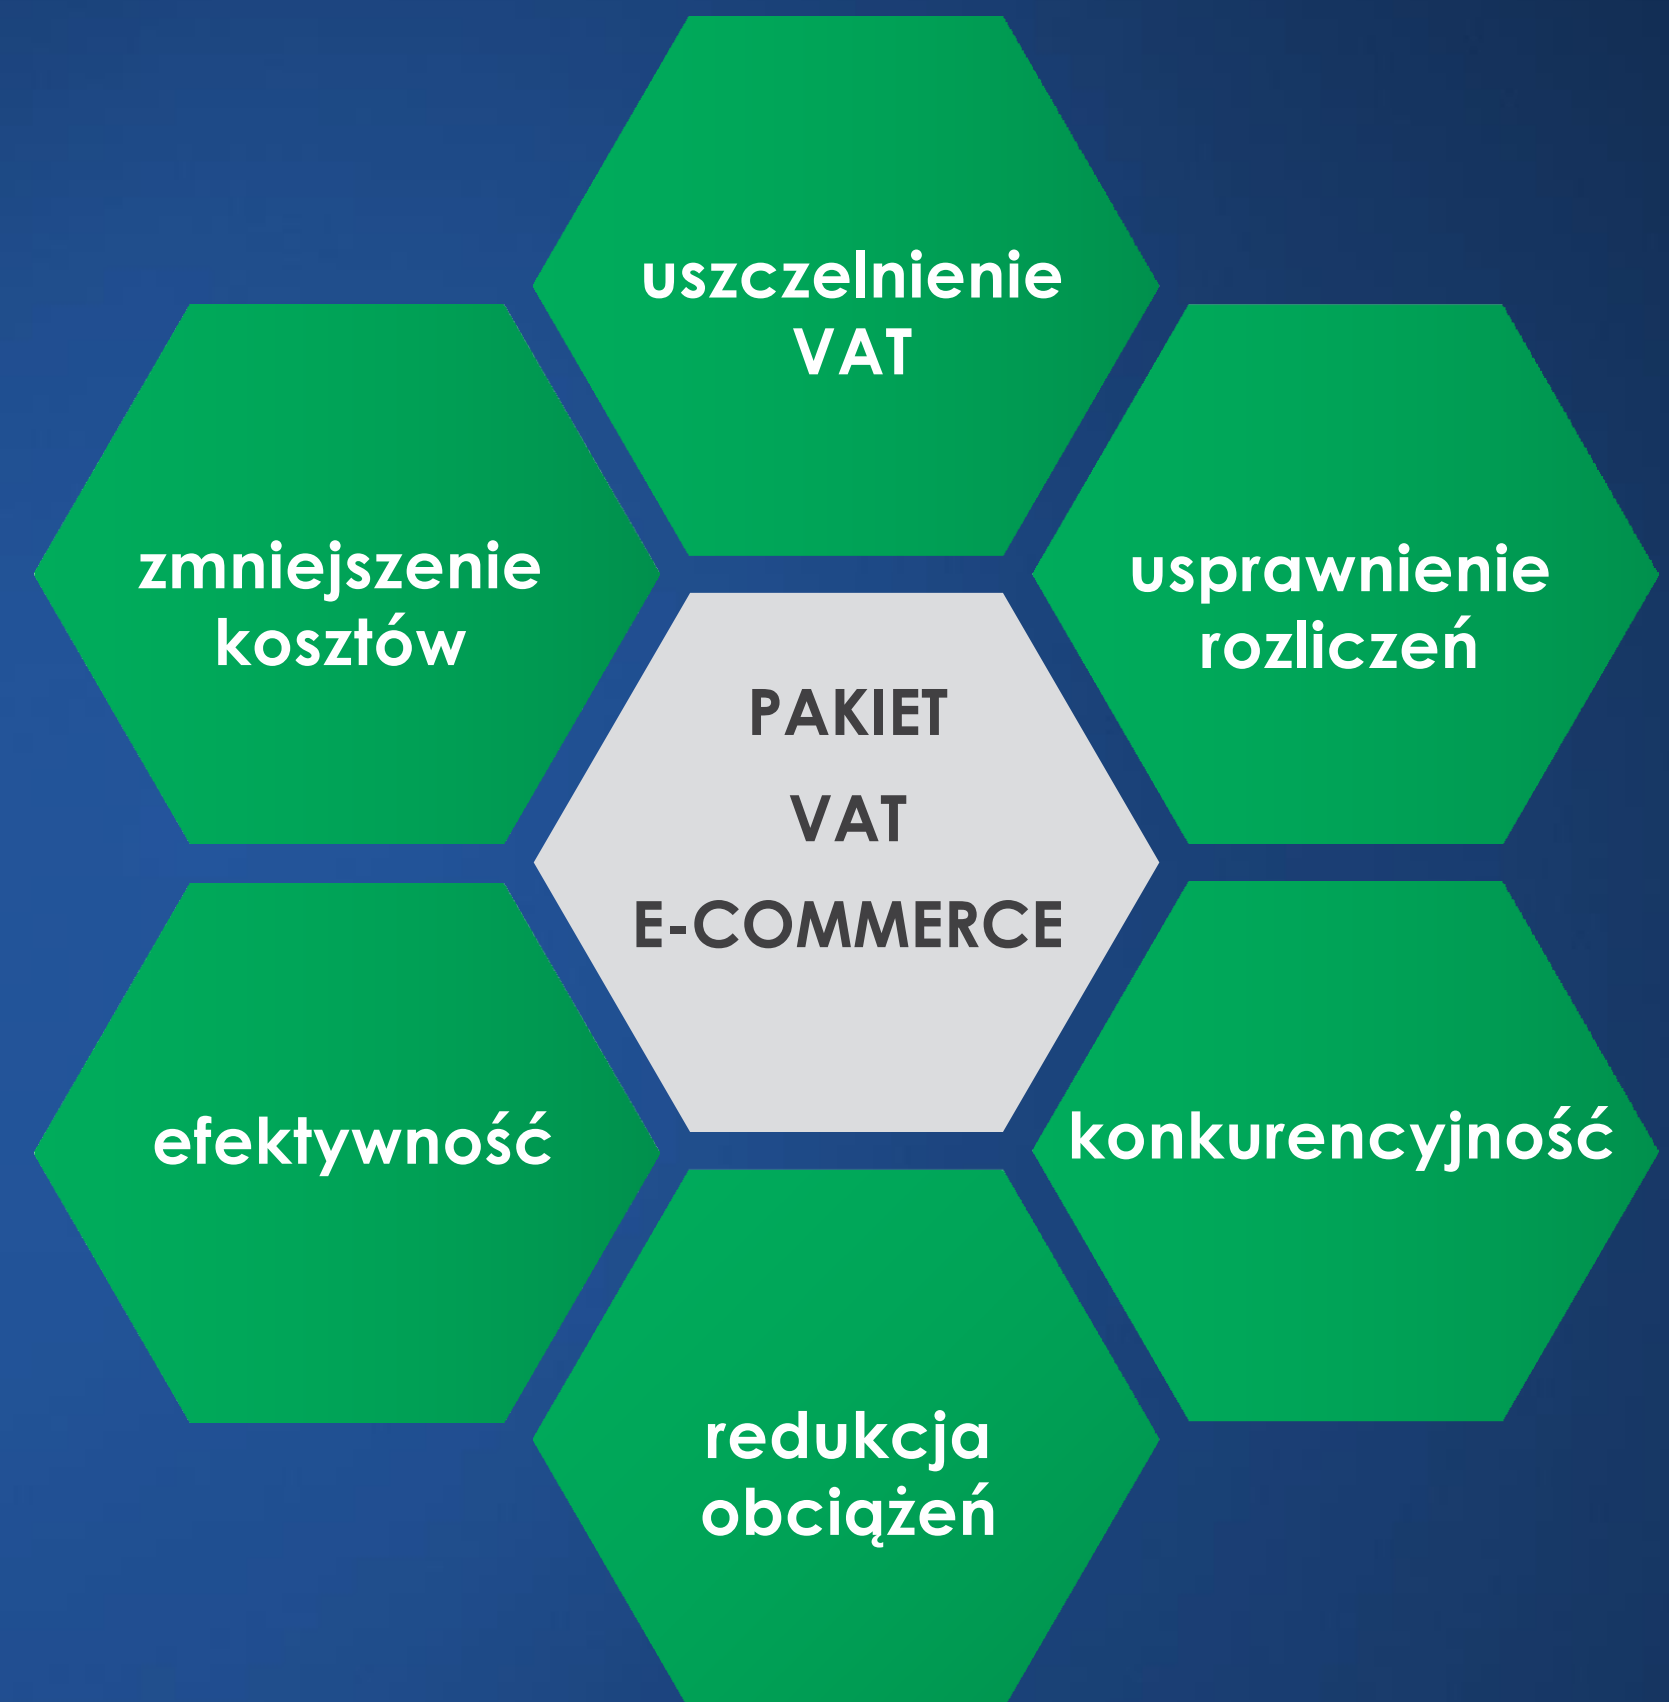 uszczelnienie
VAT
zmniejszenie
kosztów
usprawnienie
rozliczeń
PAKIET
VAT
E-COMMERCE
efektywność
konkurencyjność
redukcja
obciążeń